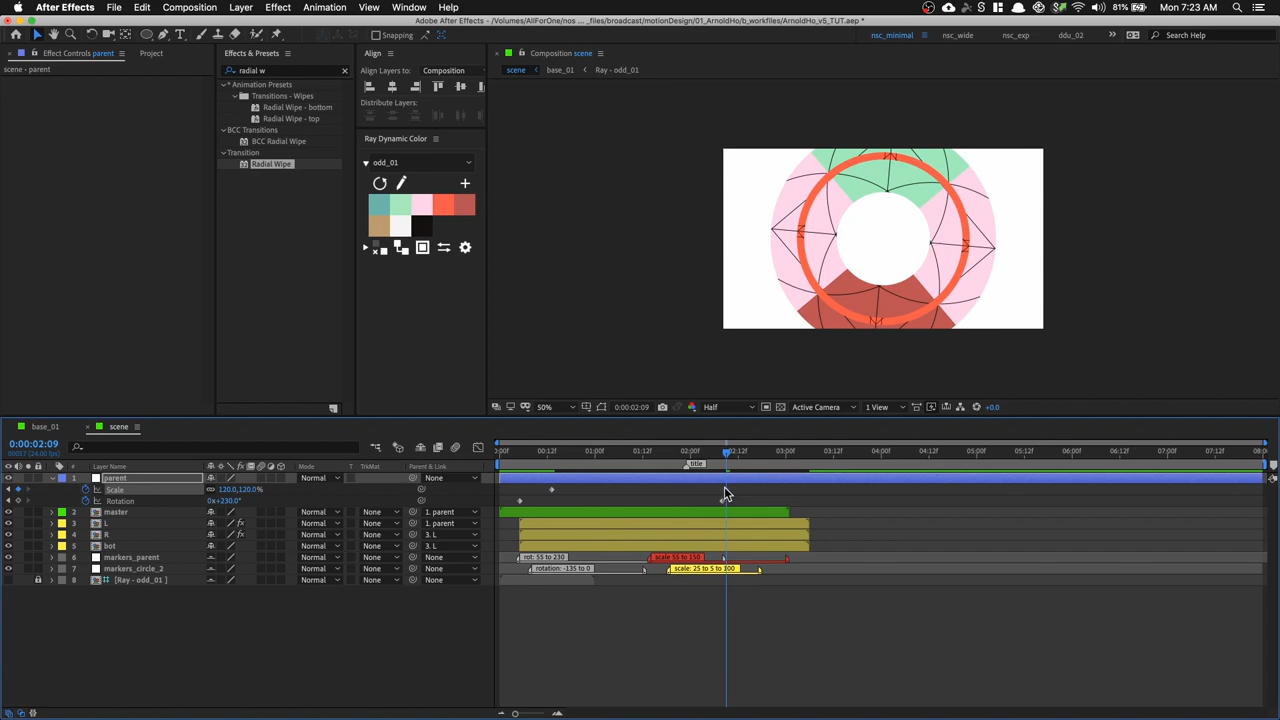 After Effects File Edit Composition Layer Effect Animation View Window Help 81% Mon 7:23 AM
Adobe After Effects - /Volumes/AllForOne/nos ... _files/broadcast/motionDesign/01_ArnoldHo/b_workfiles/ArnoldHo_v5_TUT.aep *
Snapping nsc_minimal nsc_wide nsc_exp ddu_02 Search Help
Effect Controls parent Project
scene • parent
Effects & Presets
radial w
* Animation Presets
Transitions - Wipes
Radial Wipe - bottom
Radial Wipe - top
BCC Transitions
BCC Radial Wipe
Transition
Radial Wipe
Align
Align Layers to: Composition
Distribute Layers:
Ray Dynamic Color
odd_01
Composition scene
scene base_01 Ray - odd_01
50% 0:00:02:09 Half Active Camera 1 View +0.0
base_01 scene
0:00:02:09
00057 (24.00 fps)
Layer Name Mode T TrkMat Parent & Link
00:00 00:12f 01:00f 01:12f 02:00f 02:12f 03:00f 03:12f 04:00f 04:12f 05:00f 05:12f 06:00f 06:12f 07:00f 07:12f 08:00
title
1 parent Normal None
Scale 120.0,120.0%
Rotation 0x+230.0°
2 master Normal None 1. parent
3 L Normal None 1. parent
4 R Normal None 3. L
5 bot Normal None 3. L
6 markers_parent Normal None None
rot: 55 to 230 scale 55 to 150
7 markers_circle_2 Normal None None
rotation: -135 to 0 scale: 25 to 5 to 100
8 [Ray - odd_01] Normal None None